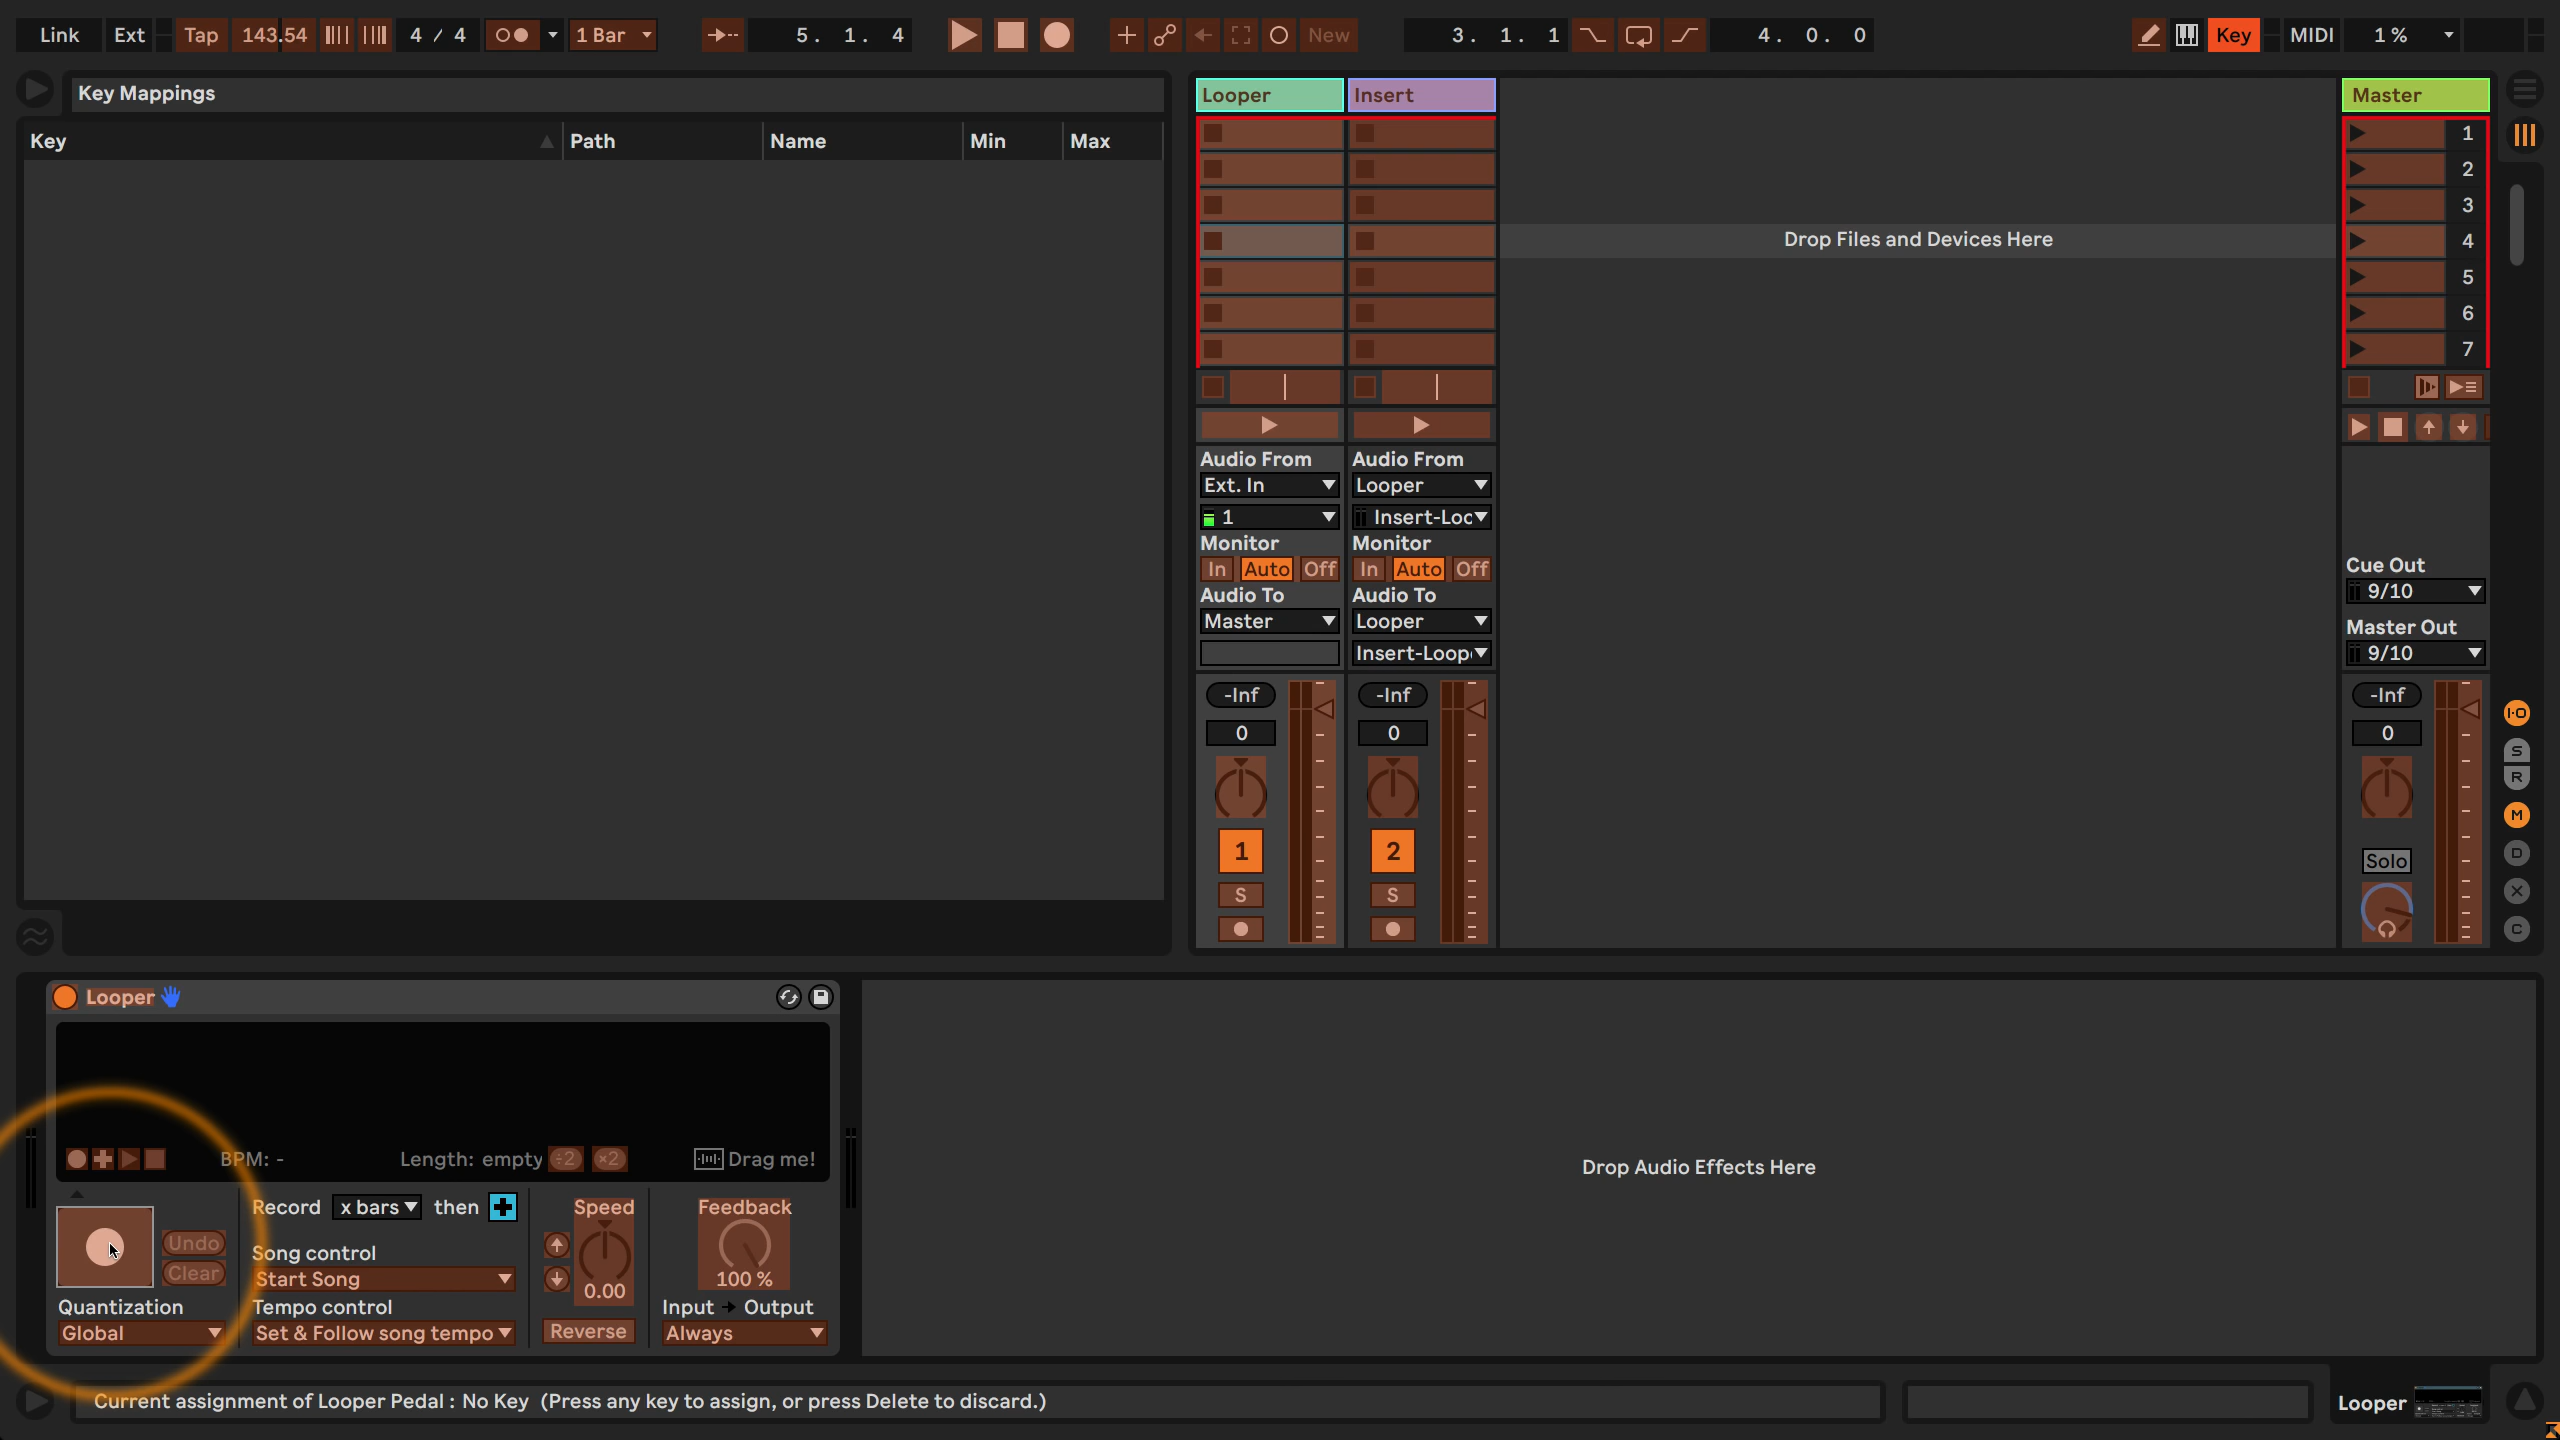 Link Ext Tap 143.54 4 / 4 1 Bar 5. 1. 4 New 3. 1. 1 4. 0. 0 Key MIDI 1 %
Key Mappings
Key Path Name Min Max
Looper Insert Master
1
2
3
Drop Files and Devices Here
4
5
6
7
Audio From Audio From
Ext. In Looper
1 Insert-Loo
Monitor Monitor
In Auto Off In Auto Off
Cue Out
Audio To Audio To
9/10
Master Looper
Master Out
Insert-Loop 9/10
-Inf -Inf -Inf
0 0 0
I·O
S
R
M
D
X
C
1 2 Solo
S S
Looper
BPM: - Length: empty ÷2 ×2 Drag me!
Record x bars then Speed Feedback
Undo
Song control
Clear Start Song 0.00 100 %
Quantization Tempo control Input Output
Global Set & Follow song tempo Reverse Always
Drop Audio Effects Here
Current assignment of Looper Pedal : No Key (Press any key to assign, or press Delete to discard.)
Looper